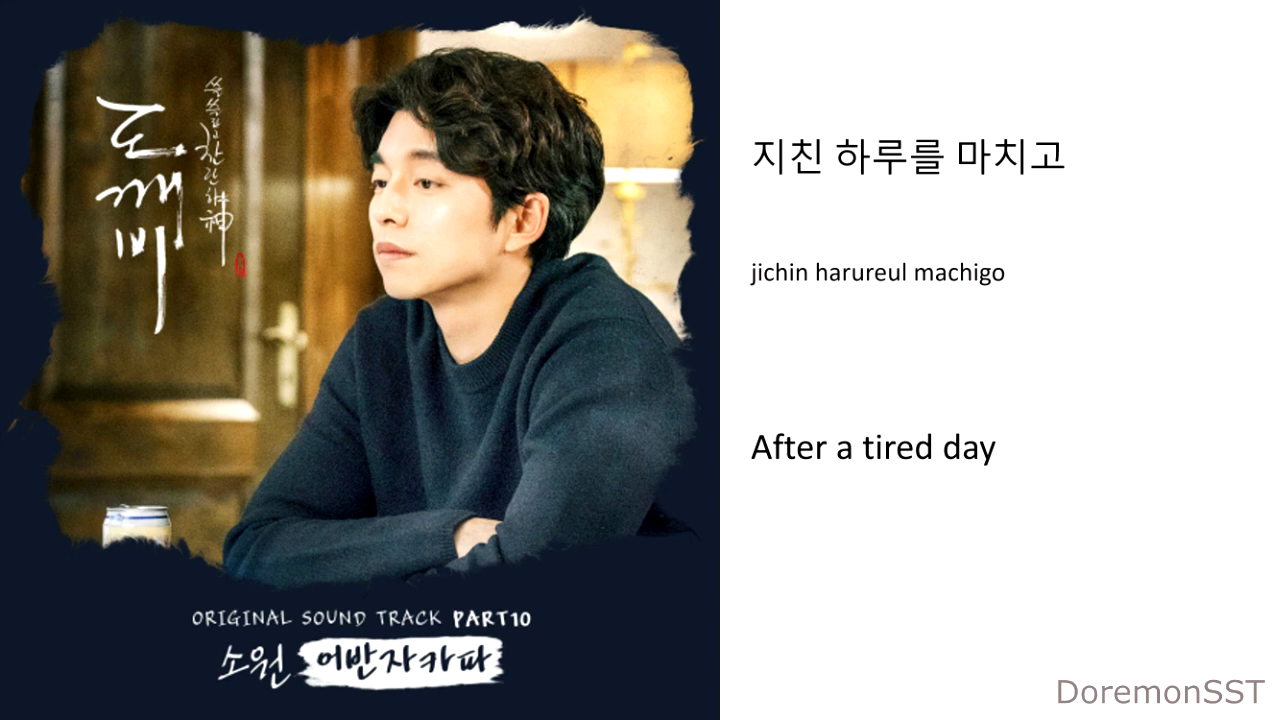 쓸쓸하고
찬란하神
도깨비
ORIGINAL SOUND TRACK PART10
소원 어반자카파
지친 하루를 마치고
jichin harureul machigo
After a tired day
DoremonSST